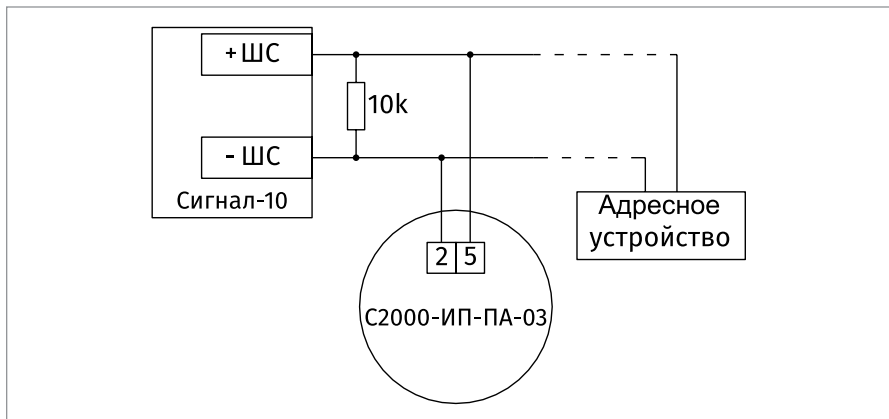 + ШС
10k
- ШС
Сигнал-10
Адресное
устройство
2 5
С2000-ИП-ПА-03